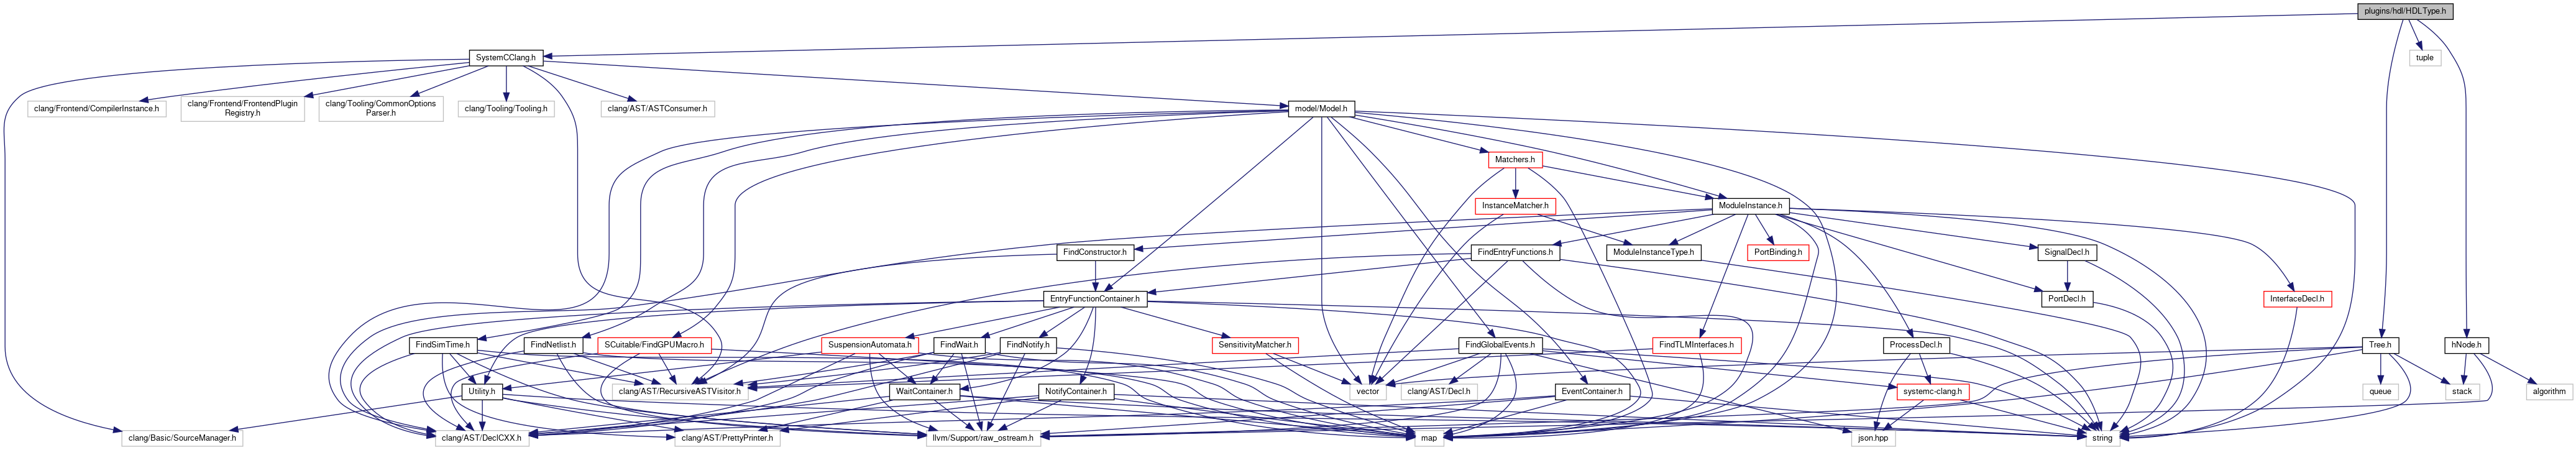 plugins/hdl/HDLType.h
SystemCClang.h
tuple
clang/Frontend/CompilerInstance.h
clang/Frontend/FrontendPlugin
Registry.h
clang/Tooling/CommonOptions
Parser.h
clang/Tooling/Tooling.h
clang/AST/ASTConsumer.h
model/Model.h
Matchers.h
InstanceMatcher.h
ModuleInstance.h
FindConstructor.h
FindEntryFunctions.h
ModuleInstanceType.h
PortBinding.h
SignalDecl.h
EntryFunctionContainer.h
PortDecl.h
InterfaceDecl.h
FindSimTime.h
FindNetlist.h
SCuitable/FindGPUMacro.h
SuspensionAutomata.h
FindWait.h
FindNotify.h
SensitivityMatcher.h
FindGlobalEvents.h
FindTLMInterfaces.h
ProcessDecl.h
Tree.h
hNode.h
Utility.h
clang/AST/RecursiveASTVisitor.h
WaitContainer.h
NotifyContainer.h
vector
clang/AST/Decl.h
EventContainer.h
systemc-clang.h
queue
stack
algorithm
clang/Basic/SourceManager.h
clang/AST/DeclCXX.h
clang/AST/PrettyPrinter.h
llvm/Support/raw_ostream.h
map
json.hpp
string